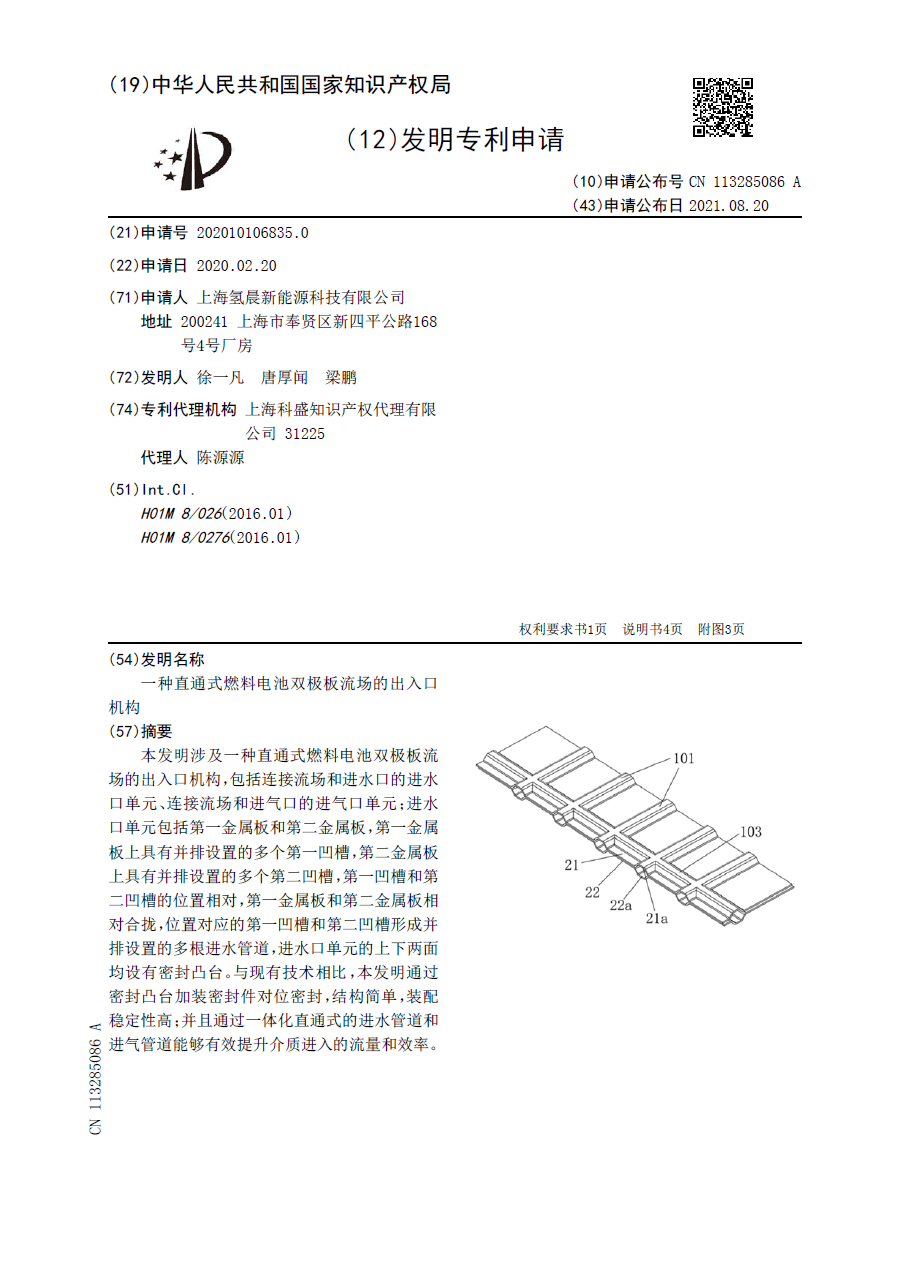 (19)中华人民共和国国家知识产权局
(12)发明专利申请
(10)申请公布号 CN 113285086 A
(43)申请公布日 2021.08.20
(21)申请号 202010106835.0
(22)申请日 2020.02.20
(71)申请人 上海氢晨新能源科技有限公司
地址 200241 上海市奉贤区新四平公路168
号4号厂房
(72)发明人 徐一凡 唐厚闻 梁鹏
(74)专利代理机构 上海科盛知识产权代理有限
公司 31225
代理人 陈源源
(51)Int.Cl.
H01M 8/026(2016.01)
H01M 8/0276(2016.01)
权利要求书1页 说明书4页 附图3页
(54)发明名称
一种直通式燃料电池双极板流场的出入口
机构
(57)摘要
本发明涉及一种直通式燃料电池双极板流
场的出入口机构,包括连接流场和进水口的进水
口单元、连接流场和进气口的进气口单元;进水
口单元包括第一金属板和第二金属板,第一金属
板上具有并排设置的多个第一凹槽,第二金属板
上具有并排设置的多个第二凹槽,第一凹槽和第
二凹槽的位置相对,第一金属板和第二金属板相
对合拢,位置对应的第一凹槽和第二凹槽形成并
排设置的多根进水管道,进水口单元的上下两面
均设有密封凸台。与现有技术相比,本发明通过
密封凸台加装密封件对位密封,结构简单,装配
稳定性高;并且通过一体化直通式的进水管道和
进气管道能够有效提升介质进入的流量和效率。
101
103
21
22
22a
21a
CN 113285086 A